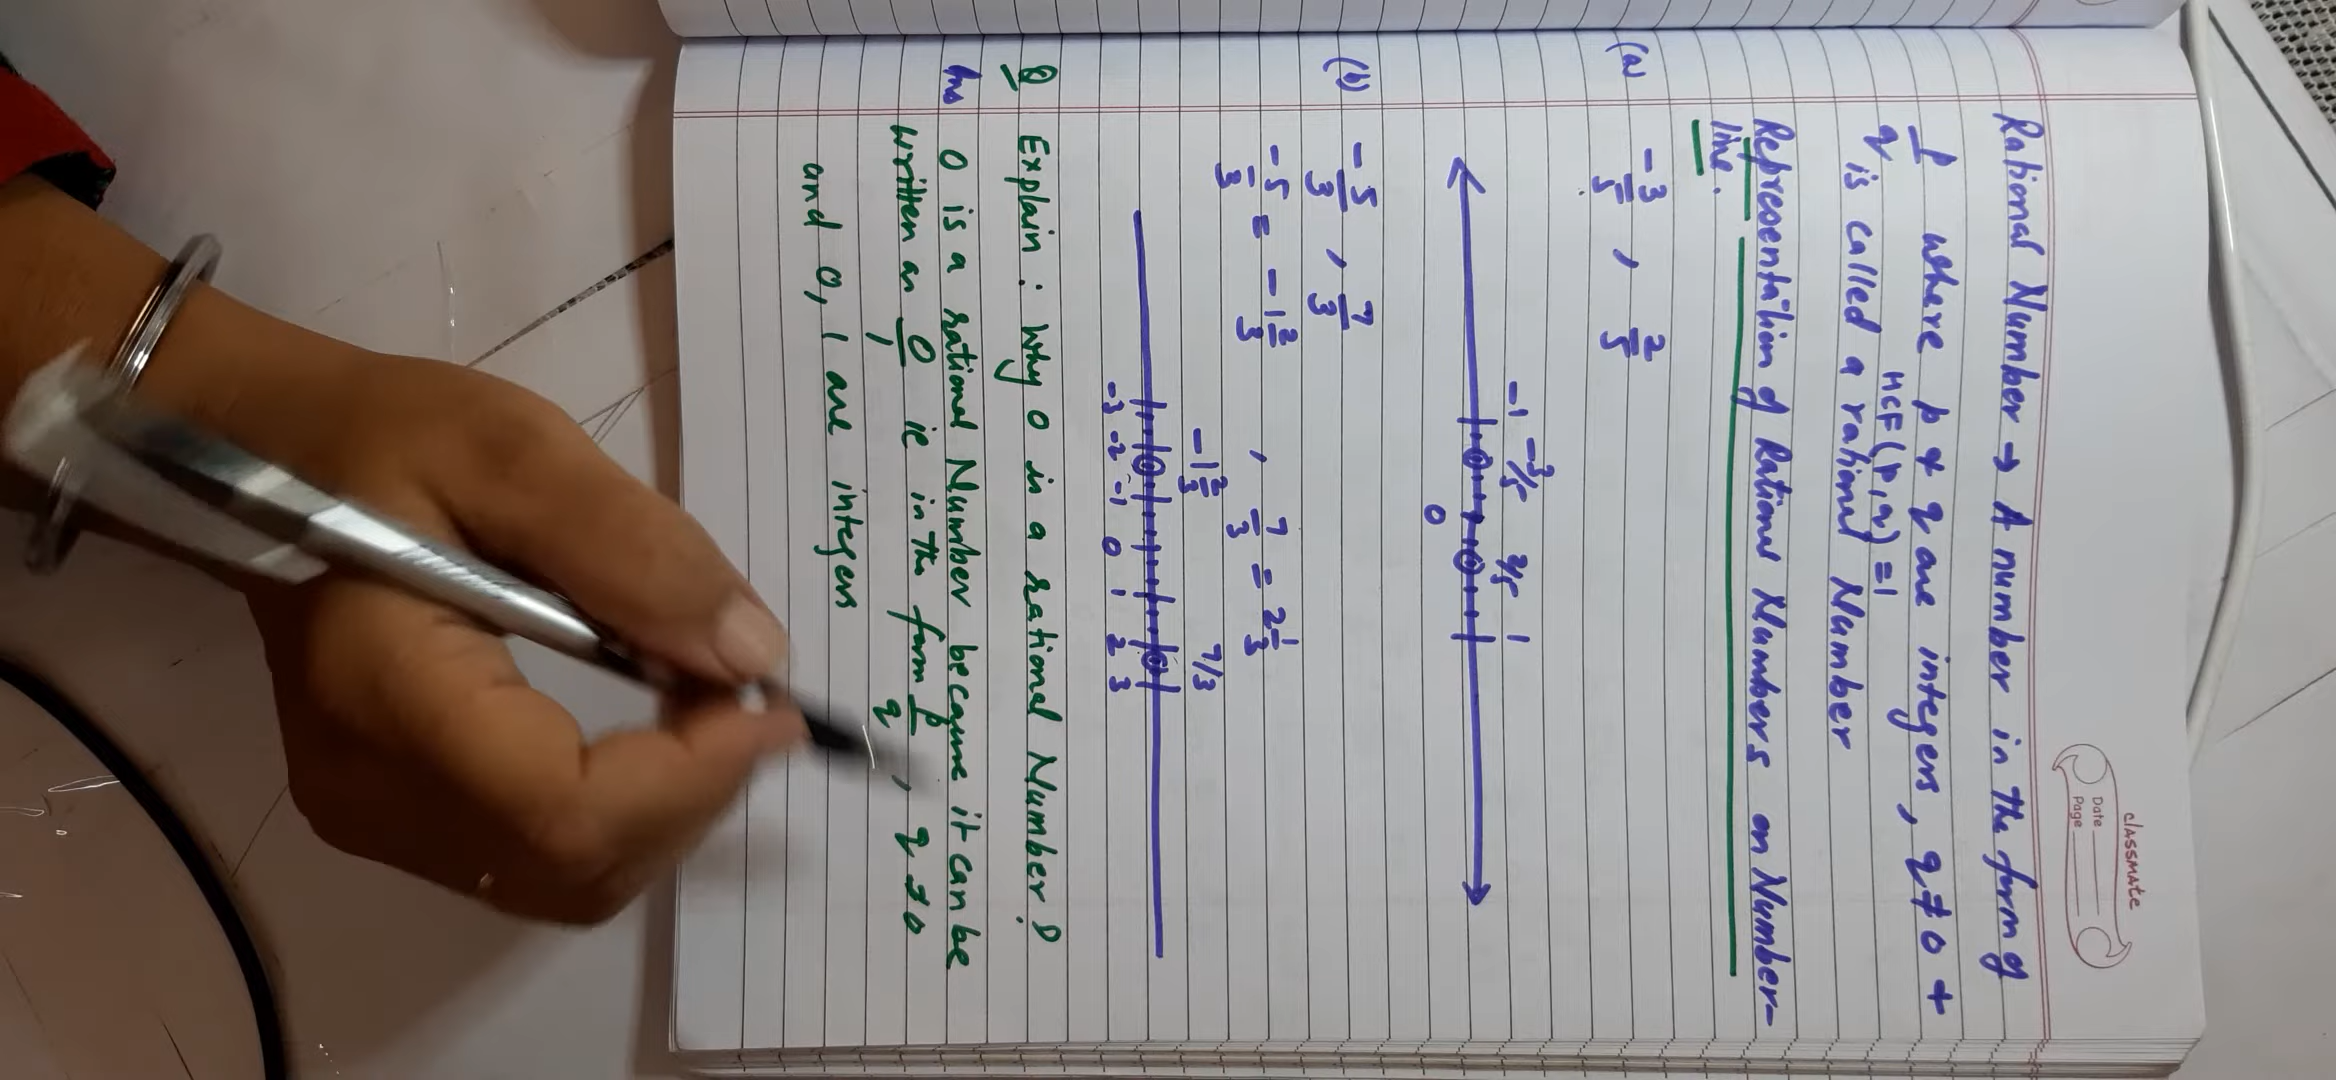 classmate
Date
Page
Rational Number → A number in the form of
p/q where p & q are integers, q ≠ 0 &
HCF(p,q)=1
is called a rational Number
Representation of Rational Numbers on Number-
line.
(a) -3/5 , 2/5
-1 -3/5 2/5 1
0
(b) -5/3 , 7/3
-5/3 = -1 2/3 , 7/3 = 2 1/3
-1 2/3 7/3
-3 -2 -1 0 1 2 3
Q Explain : Why 0 is a rational Number?
Ans 0 is a rational Number because it can be
written as 0/1 ie in the form p/q , q ≠ 0
and 0, 1 are integers